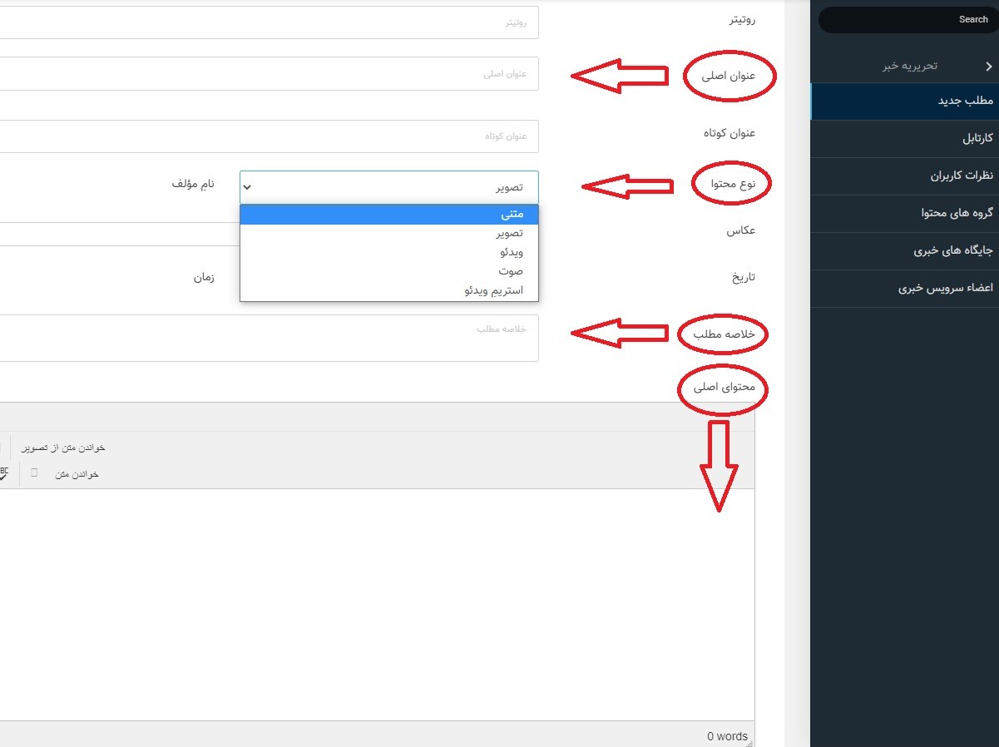 Search
تحریریه خبر
مطلب جدید
کارتابل
نظرات کاربران
گروه های محتوا
جایگاه های خبری
اعضاء سرویس خبری
روتیتر
روتیتر
عنوان اصلی
عنوان اصلی
عنوان کوتاه
عنوان کوتاه
نوع محتوا
تصویر
نامِ مؤلف
متنی
تصویر
ویدئو
صوت
استریمِ ویدئو
عکاس
تاریخ
زمان
خلاصه مطلب
خلاصه مطلب
محتوای اصلی
خواندن متن از تصویر
خواندن متن
0 words